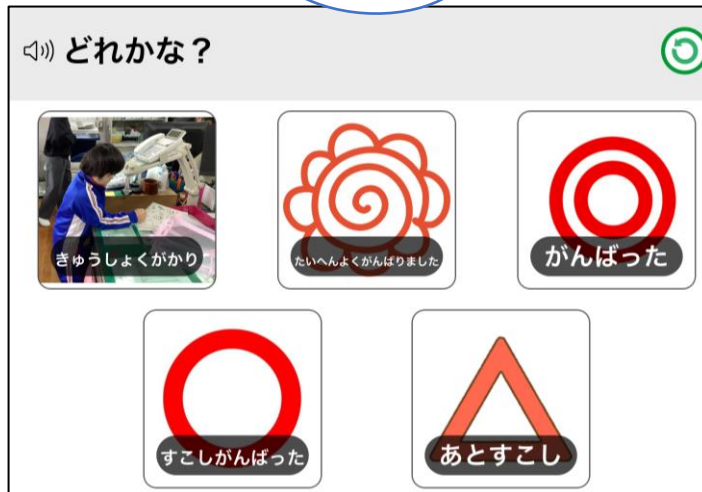 どれかな?
きゅうしょくがかり
たいへんよくがんばりました
がんばった
すこしがんばった
あとすこし